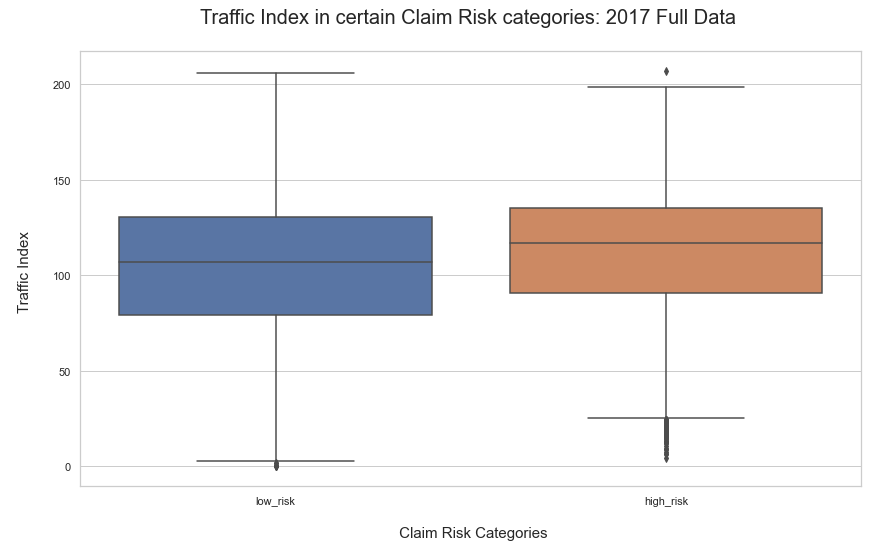 Traffic Index in certain Claim Risk categories: 2017 Full Data
200
150
100
50
0
Traffic Index
low_risk
high_risk
Claim Risk Categories